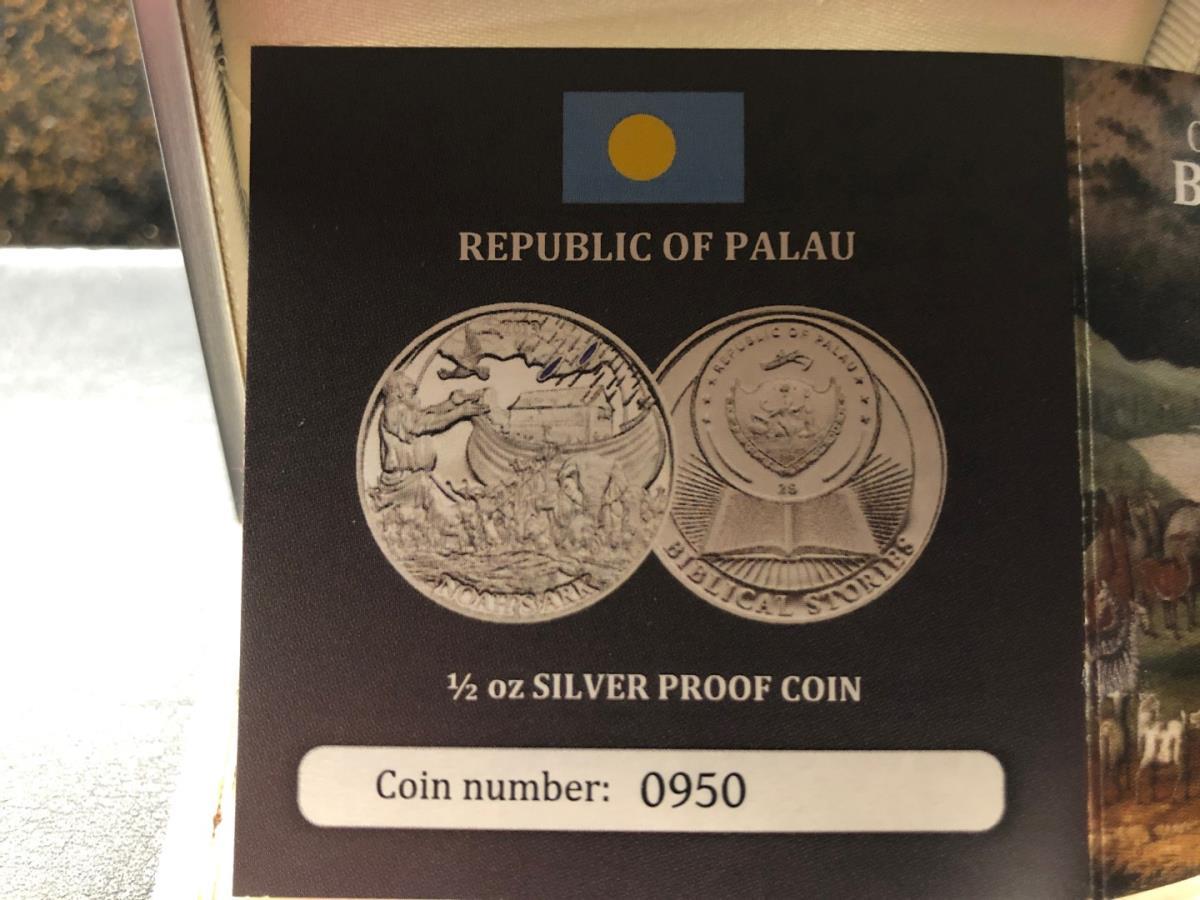 REPUBLIC OF PALAU
NOAH'S ARK
REPUBLIC OF PALAU
2$
BIBLICAL STORIES
½ oz SILVER PROOF COIN
Coin number: 0950